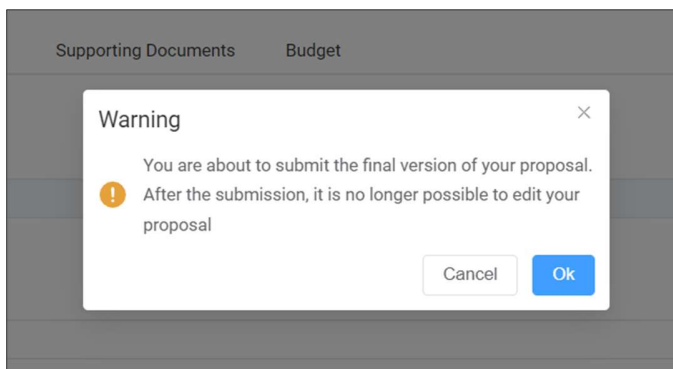 Supporting Documents Budget
Warning
You are about to submit the final version of your proposal.
After the submission, it is no longer possible to edit your
proposal
Cancel Ok